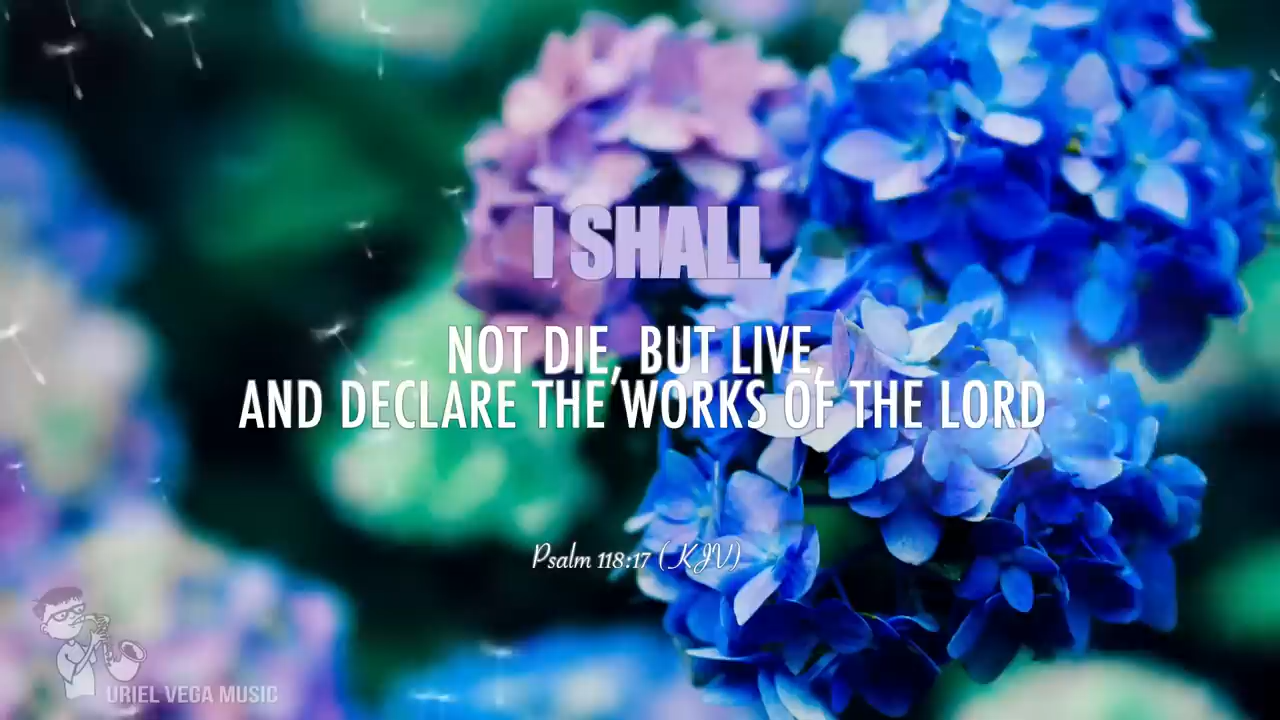 I SHALL
NOT DIE, BUT LIVE,
AND DECLARE THE WORKS OF THE LORD
Psalm 118:17 (KJV)
URIEL VEGA MUSIC